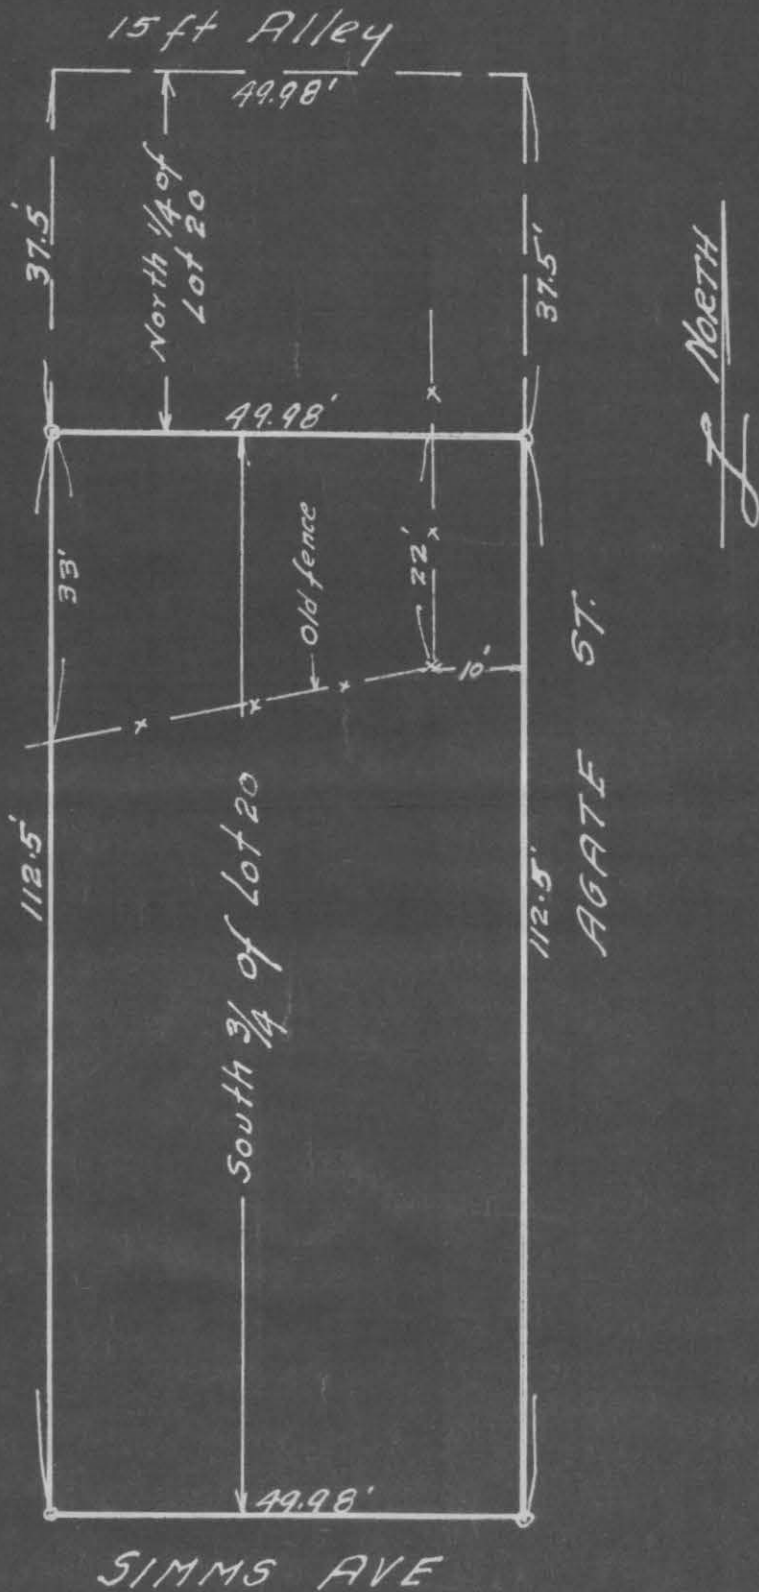 15 ft Alley
49.98'
37.5'
North 1/4 of
Lot 20
37.5'
NORTH
49.98'
33'
Old fence
22'
10'
112.5'
South 3/4 of Lot 20
112.5'
AGATE ST.
49.98'
SIMMS AVE